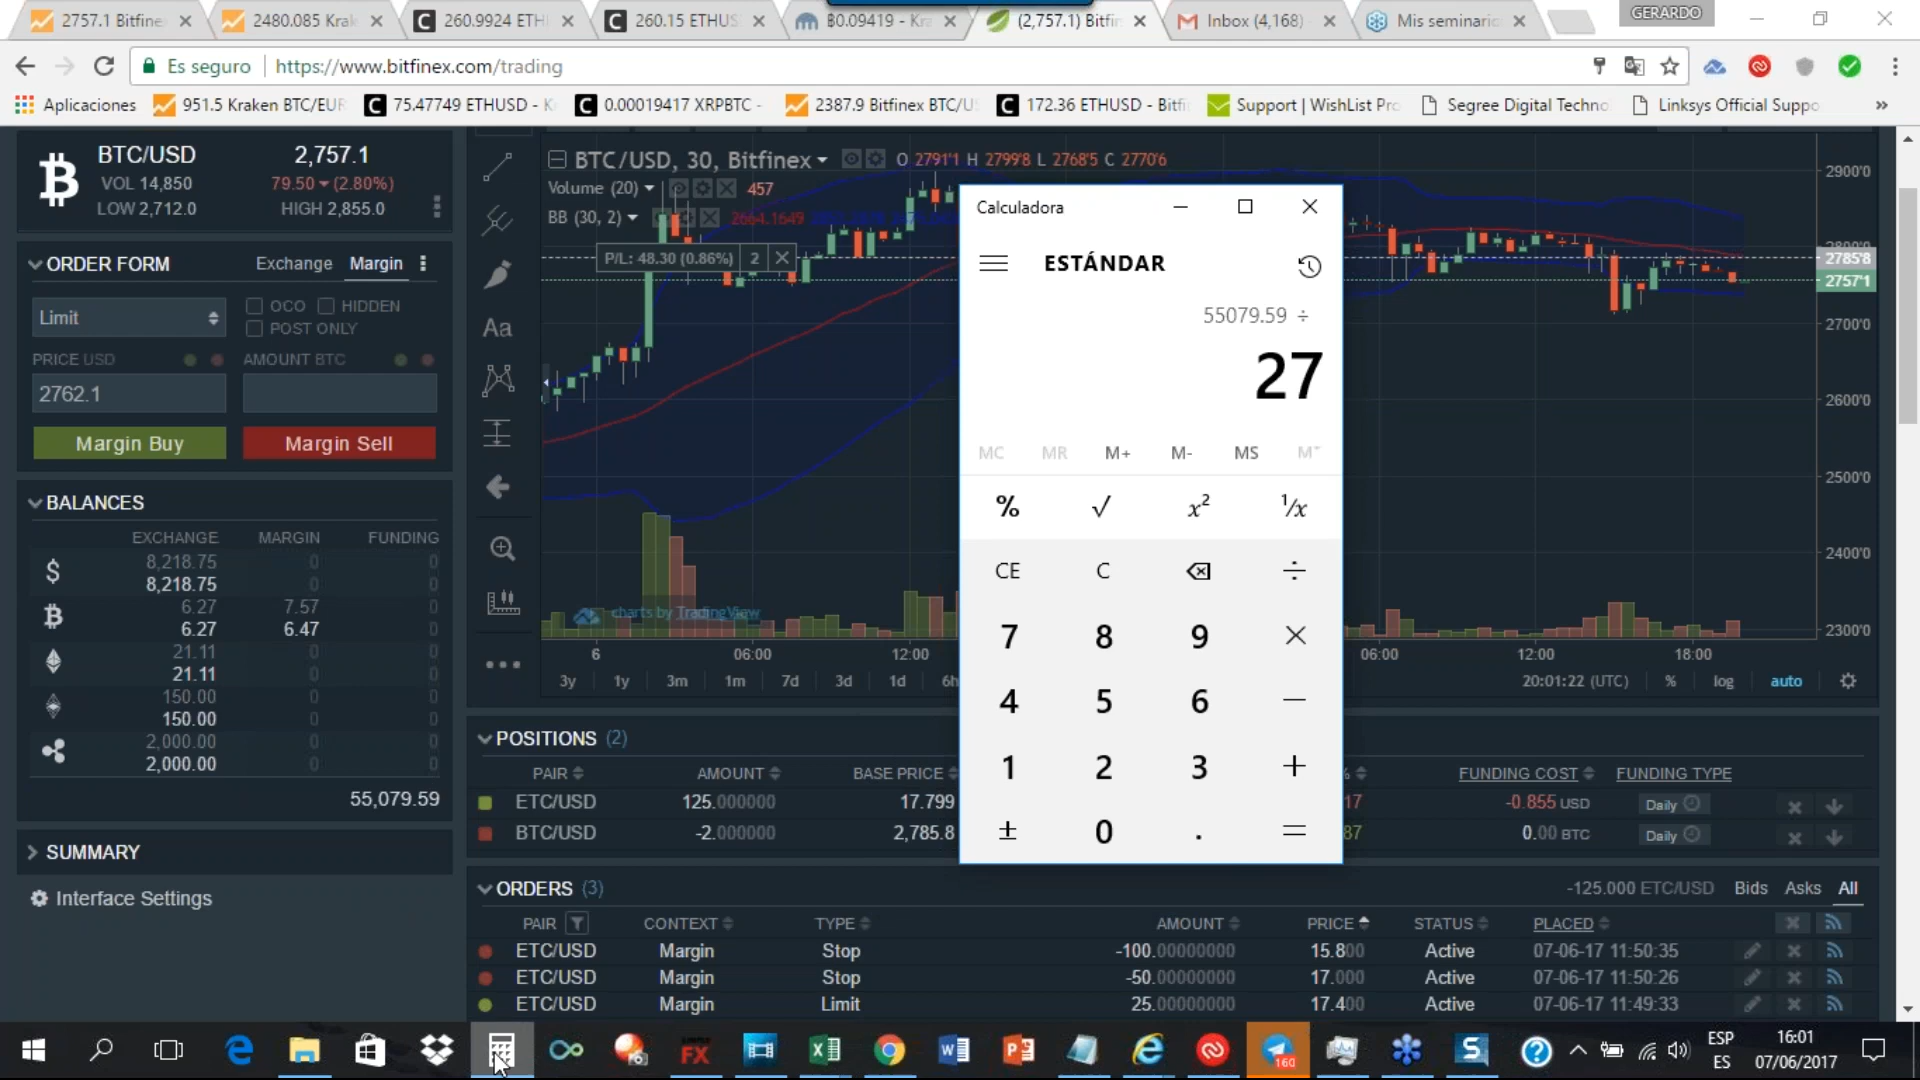 2757.1 Bitfine
2480.085 Krak
260.9924 ETH
260.15 ETHUS
฿0.09419 - Kra
(2,757.1) Bitfin
Inbox (4,168)
Mis seminario
GERARDO
Es seguro
https://www.bitfinex.com/trading
Aplicaciones
951.5 Kraken BTC/EUR
75.47749 ETHUSD - K
0.00019417 XRPBTC -
2387.9 Bitfinex BTC/U
172.36 ETHUSD - Bitfi
Support | WishList Pro
Segree Digital Techno
Linksys Official Suppo
BTC/USD 2,757.1
VOL 14,850 79.50 (2.80%)
LOW 2,712.0 HIGH 2,855.0
ORDER FORM Exchange Margin
Limit
OCO HIDDEN
POST ONLY
PRICE USD AMOUNT BTC
2762.1
Margin Buy Margin Sell
BALANCES
EXCHANGE MARGIN FUNDING
8,218.75 0 0
8,218.75 0 0
6.27 7.57 0
6.27 6.47 0
21.11 0 0
21.11 0 0
150.00 0 0
150.00 0 0
2,000.00 0 0
2,000.00 0 0
55,079.59
SUMMARY
Interface Settings
Aa
BTC/USD, 30, Bitfinex O 2791'1 H 2799'8 L 2768'5 C 2770'6
Volume (20) 457
BB (30, 2) 2664.1649
P/L: 48.30 (0.86%) 2
2900'0
2785'8
2757'1
2700'0
2600'0
2500'0
2400'0
2300'0
charts by TradingView
6 06:00 12:00 06:00 12:00 18:00
3y 1y 3m 1m 7d 3d 1d 6h 20:01:22 (UTC) % log auto
Calculadora
ESTÁNDAR
55079.59 ÷
27
MC MR M+ M- MS M
% √ x² ¹/x
CE C ÷
7 8 9 ×
4 5 6 −
1 2 3 +
± 0 . =
POSITIONS (2)
PAIR AMOUNT BASE PRICE % FUNDING COST FUNDING TYPE
ETC/USD 125.000000 17.799 17 -0.855 USD Daily
BTC/USD -2.000000 2,785.8 87 0.00 BTC Daily
ORDERS (3) -125.000 ETC/USD Bids Asks All
PAIR CONTEXT TYPE AMOUNT PRICE STATUS PLACED
ETC/USD Margin Stop -100.00000000 15.800 Active 07-06-17 11:50:35
ETC/USD Margin Stop -50.00000000 17.000 Active 07-06-17 11:50:26
ETC/USD Margin Limit 25.00000000 17.400 Active 07-06-17 11:49:33
FX
160
ESP
ES
16:01
07/06/2017